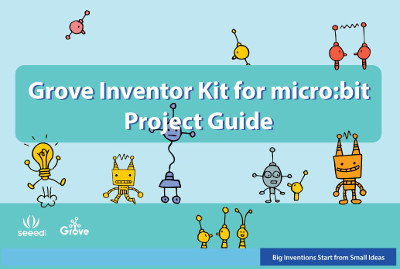 Grove Inventor Kit for micro:bit
Project Guide
seeed
Grove
Big Inventions Start from Small Ideas